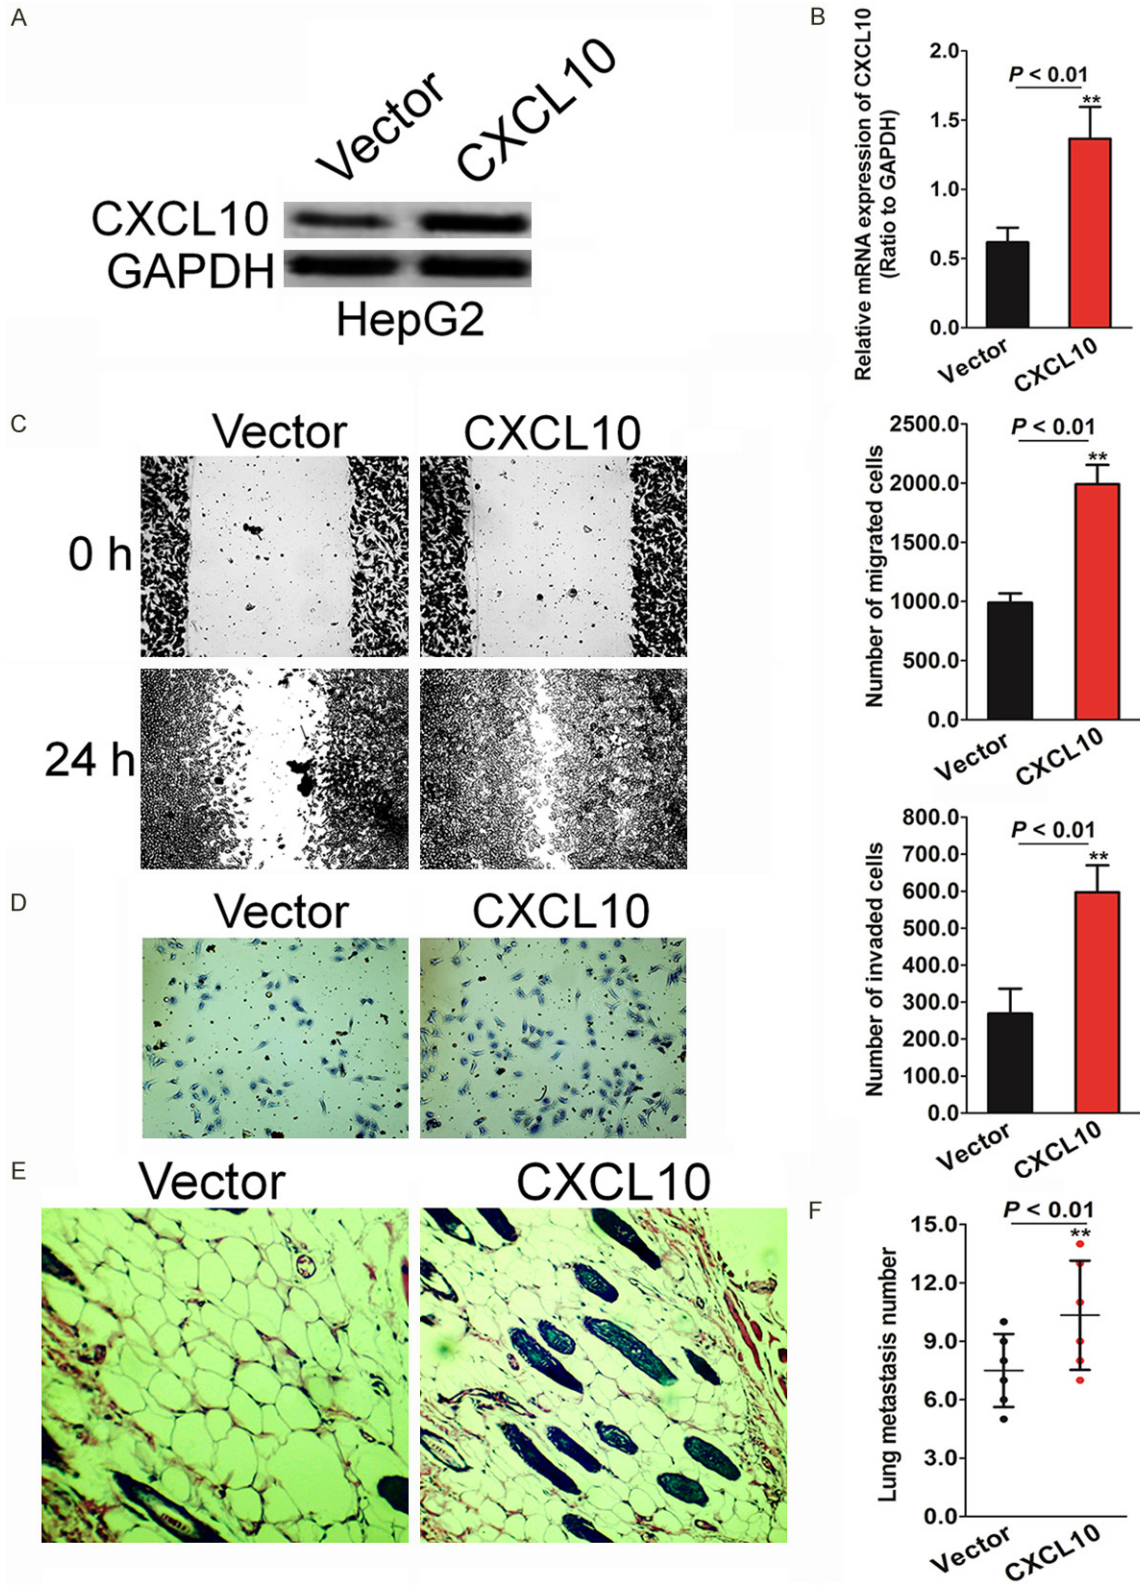 A
Vector
CXCL10
CXCL10
GAPDH
HepG2
B
Relative mRNA expression of CXCL10
(Ratio to GAPDH)
2.0
1.5
1.0
0.5
0.0
P < 0.01
**
Vector
CXCL10
C
Vector
CXCL10
0 h
24 h
Number of migrated cells
2500.0
2000.0
1500.0
1000.0
500.0
0.0
P < 0.01
**
Vector
CXCL10
D
Vector
CXCL10
Number of invaded cells
800.0
700.0
600.0
500.0
400.0
300.0
200.0
100.0
0.0
P < 0.01
**
Vector
CXCL10
E
Vector
CXCL10
F
Lung metastasis number
15.0
12.0
9.0
6.0
3.0
0.0
P < 0.01
**
Vector
CXCL10